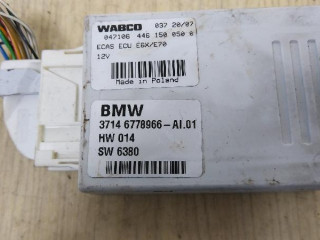 WABCO 037 20/07
047106 446 150 050 0
ECAS ECU E6X/E70
12V
Made in Poland
BMW
3714 6778966-AI.01
HW 014
SW 6380